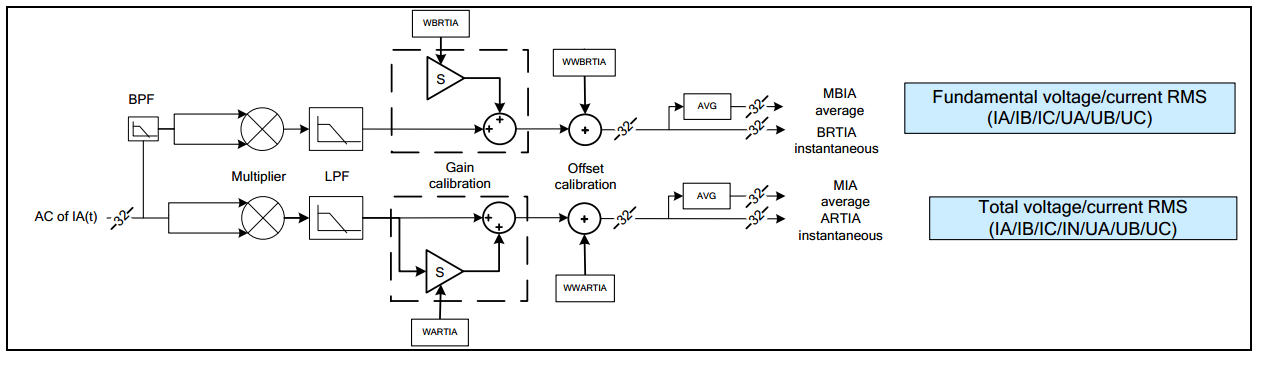 WBRTIA
S
WWBRTIA
BPF
AVG
32
MBIA
average
32
32
BRTIA
instantaneous
Fundamental voltage/current RMS
(IA/IB/IC/UA/UB/UC)
Multiplier
LPF
Gain
calibration
Offset
calibration
AC of IA(t)
32
AVG
32
MIA
average
32
32
ARTIA
instantaneous
Total voltage/current RMS
(IA/IB/IC/IN/UA/UB/UC)
S
WWARTIA
WARTIA